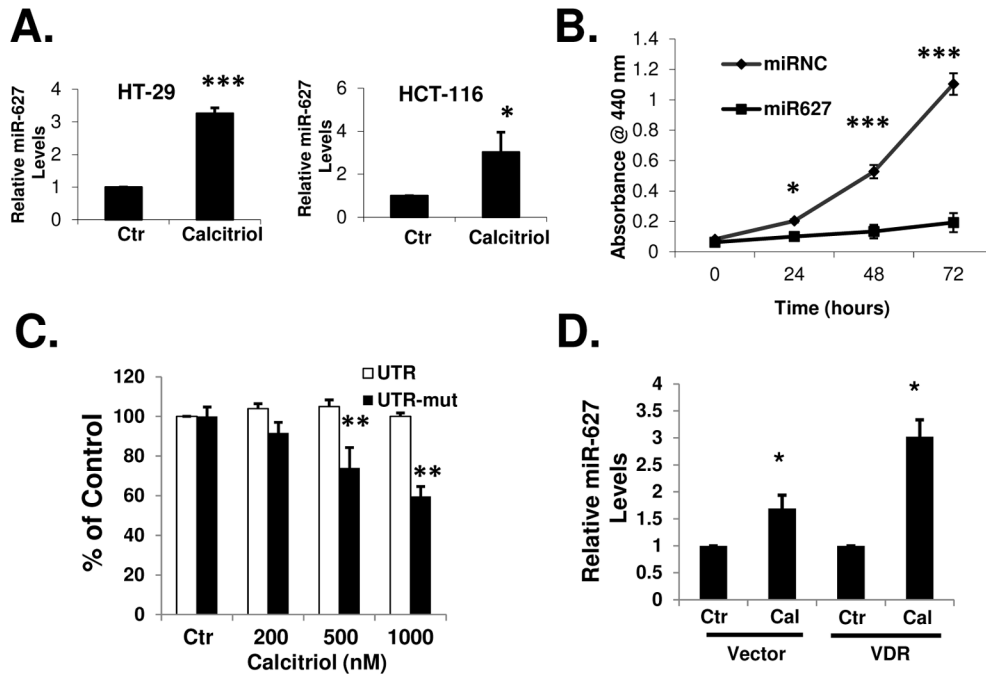 A.
Relative miR-627
Levels
4
3
2
1
0
HT-29
***
Ctr
Calcitriol
Relative miR-627
Levels
6
4
2
0
HCT-116
*
Ctr
Calcitriol
B.
Absorbance @ 440 nm
1.4
1.2
1
0.8
0.6
0.4
0.2
0
miRNC
miR627
*
***
***
0
24
48
72
Time (hours)
C.
% of Control
120
100
80
60
40
20
0
UTR
UTR-mut
**
**
Ctr
200
500
1000
Calcitriol (nM)
D.
Relative miR-627
Levels
4
3.5
3
2.5
2
1.5
1
0.5
0
*
*
Ctr
Cal
Ctr
Cal
Vector
VDR